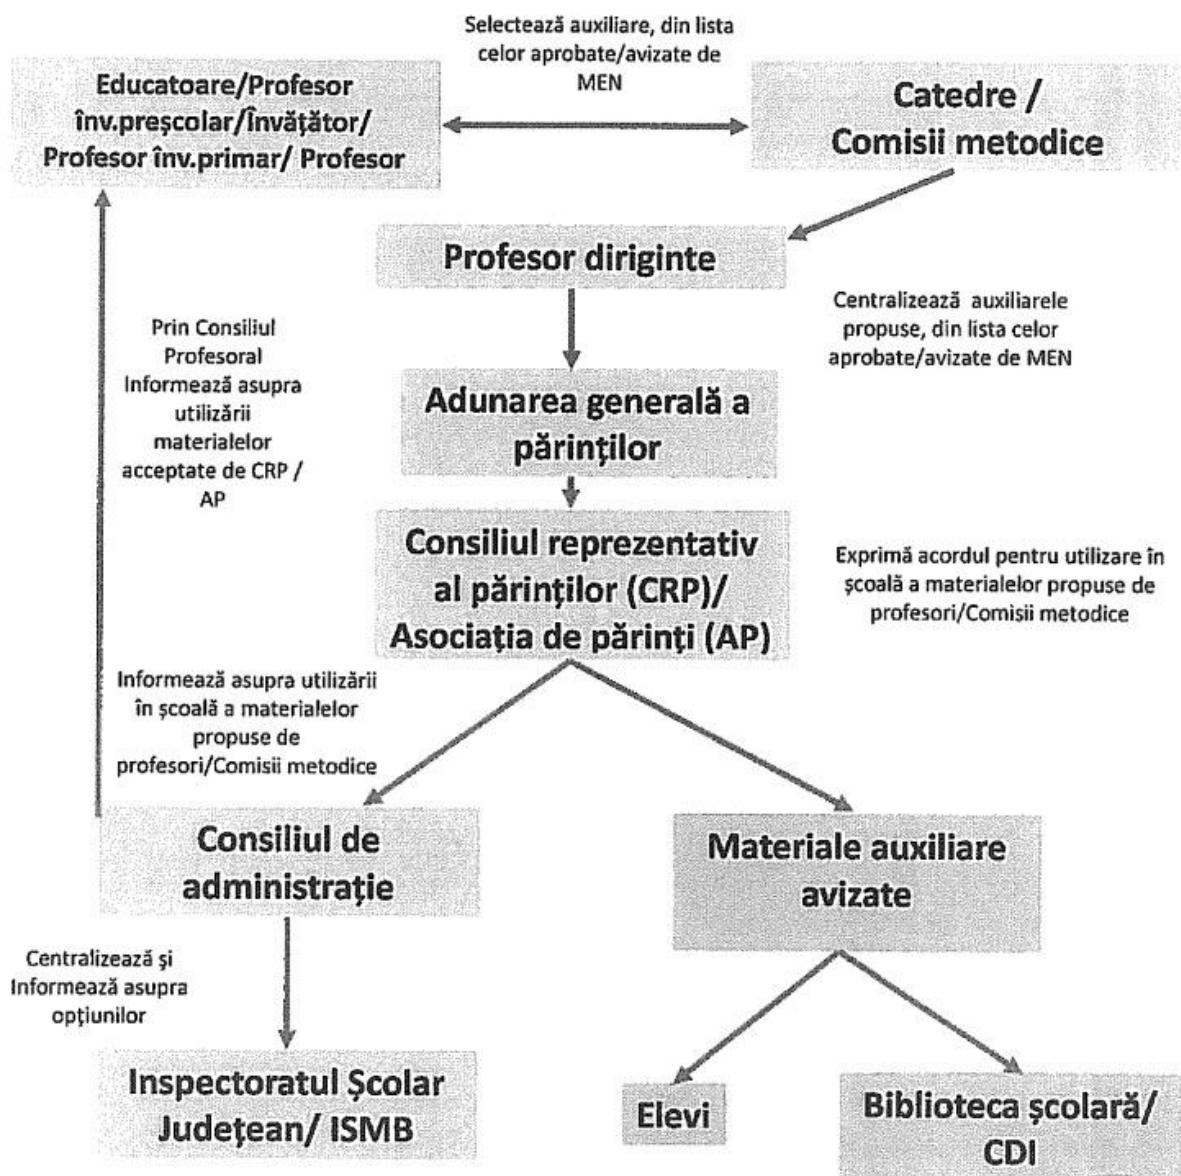 Selectează auxiliare, din lista
celor aprobate/avizate de
MEN
Educatoare/Profesor
înv.preșcolar/Învățător/
Profesor înv.primar/ Profesor
Catedre /
Comisii metodice
Profesor diriginte
Centralizează auxiliarele
propuse, din lista celor
aprobate/avizate de MEN
Prin Consiliul
Profesoral
Informează asupra
utilizării
materialelor
acceptate de CRP /
AP
Adunarea generală a
părinților
Consiliul reprezentativ
al părinților (CRP)/
Asociația de părinți (AP)
Exprimă acordul pentru utilizare în
școală a materialelor propuse de
profesori/Comisii metodice
Informează asupra utilizării
în școală a materialelor
propuse de
profesori/Comisii metodice
Consiliul de
administrație
Materiale auxiliare
avizate
Centralizează și
Informează asupra
opțiunilor
Inspectoratul Școlar
Județean/ ISMB
Elevi
Biblioteca școlară/
CDI